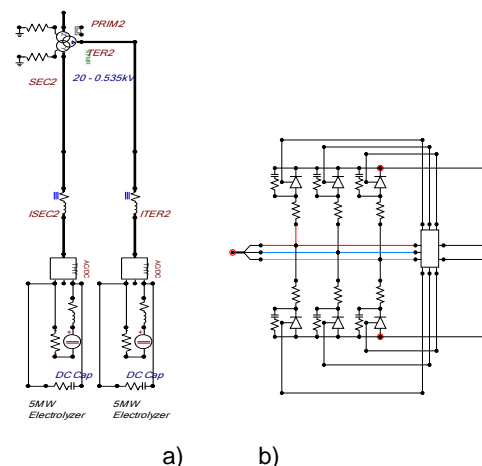 PRIM2
TER2
SEC2
20 - 0.535kV
ISEC2
ITER2
AC/DC
AC/DC
DC Cap
DC Cap
5MW
Electrolyzer
5MW
Electrolyzer
a)
b)